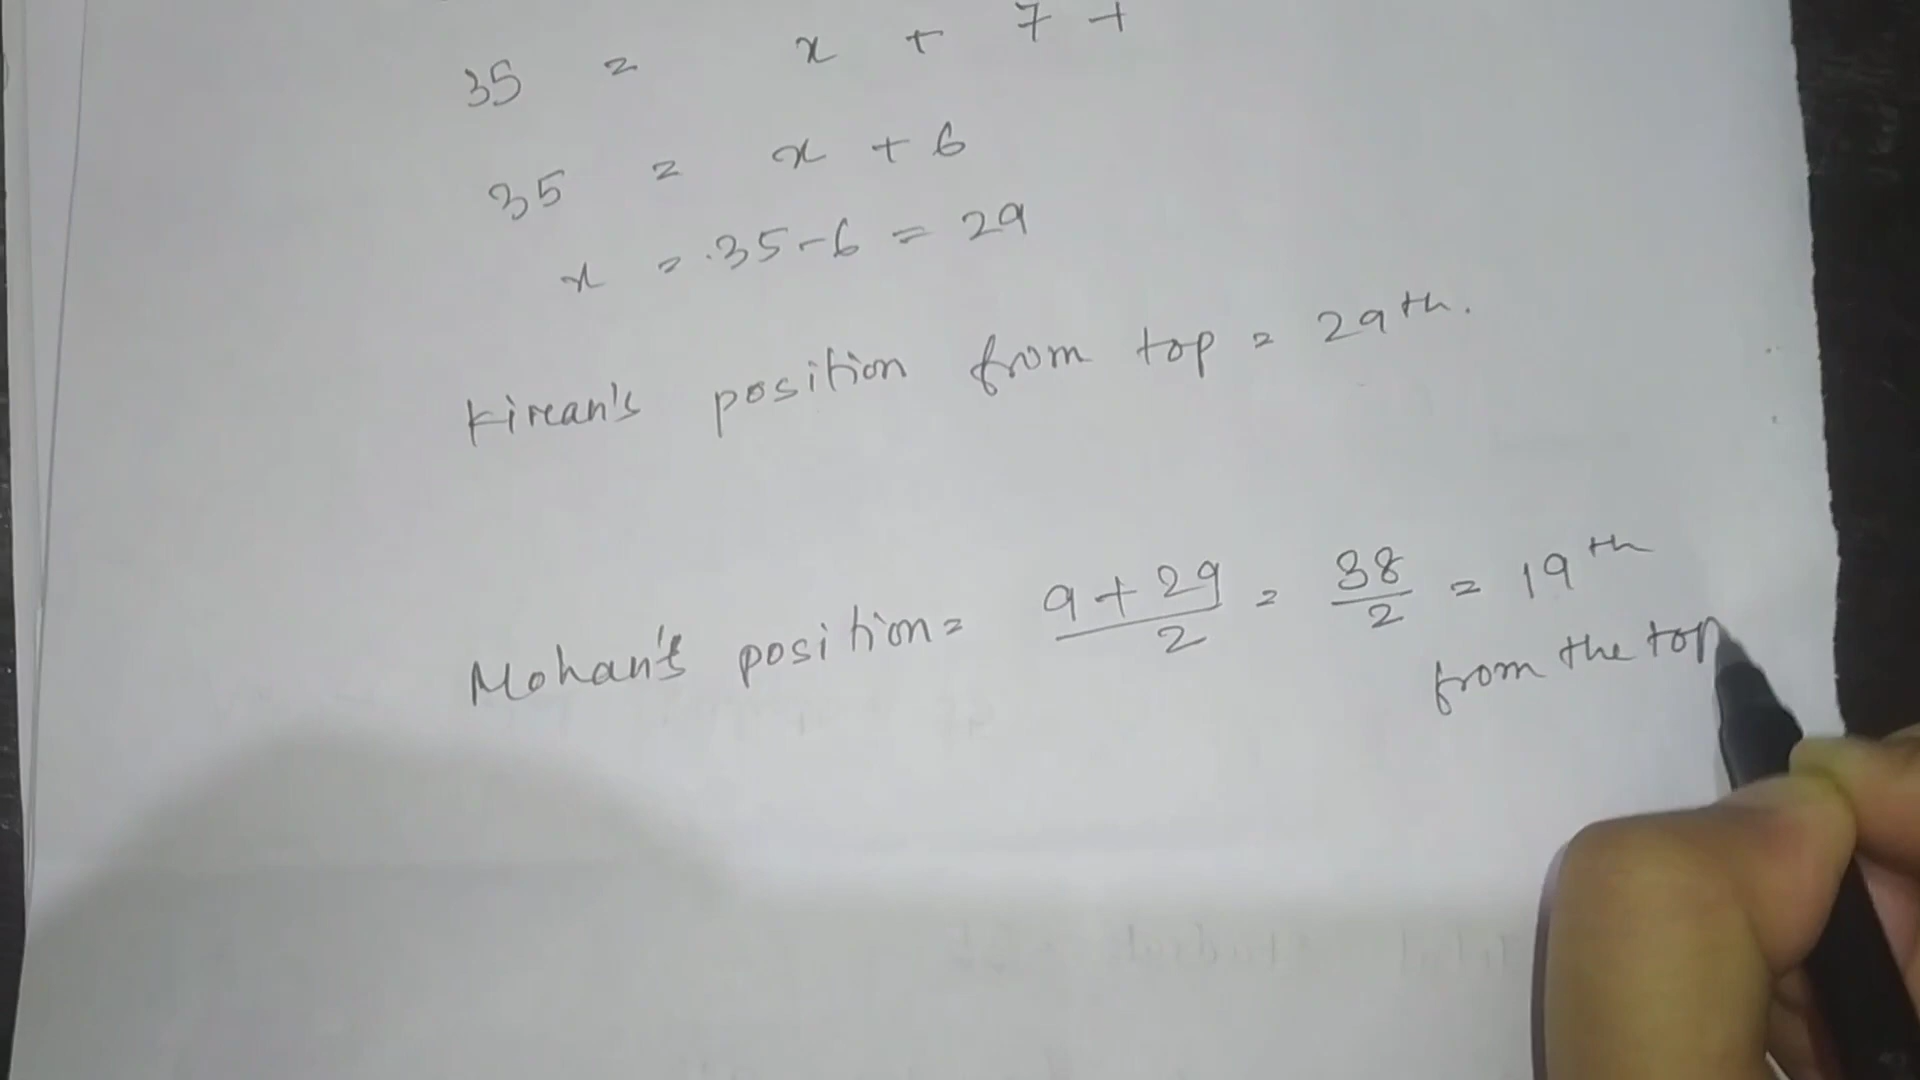 35 = x + 7 +
35 = x + 6
x = 35 - 6 = 29
Kiran's position from top = 29th.
Mohan's position = 9 + 29 / 2 = 38 / 2 = 19th
from the top